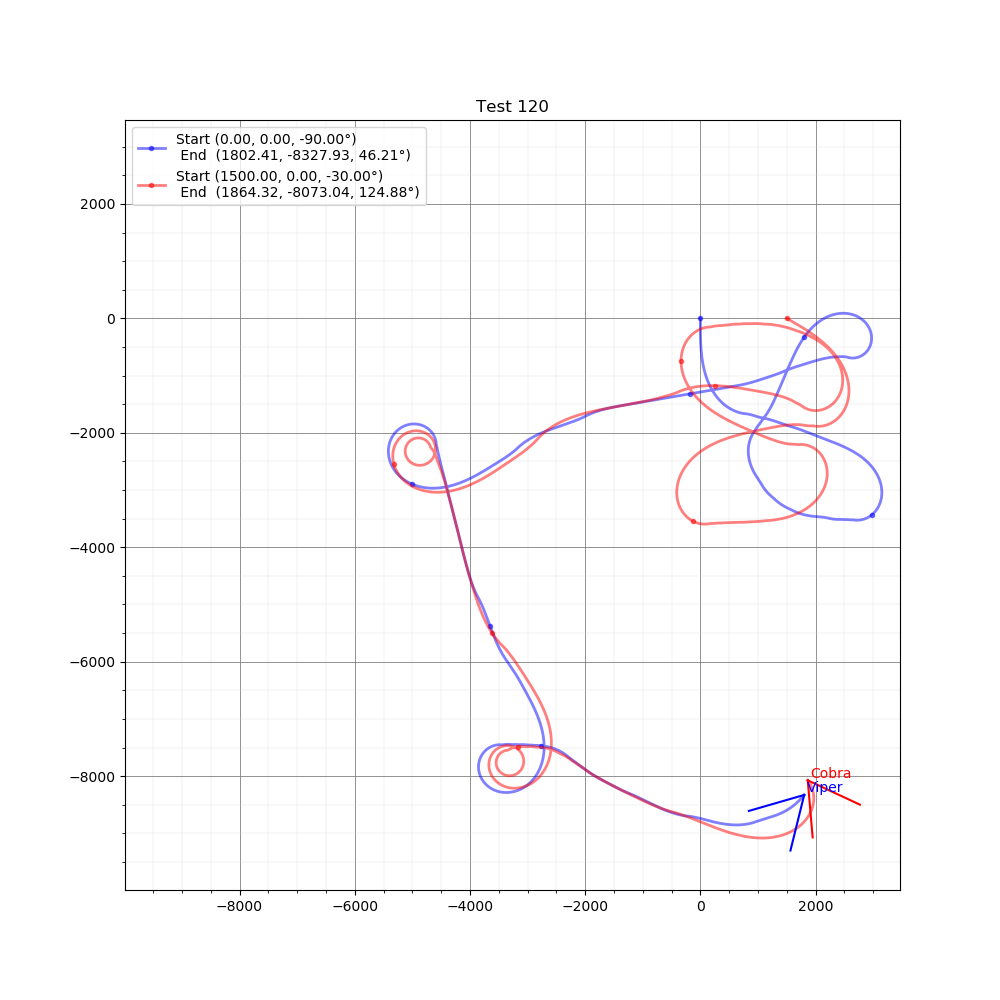 Test 120
Start (0.00, 0.00, -90.00°)
End (1802.41, -8327.93, 46.21°)
Start (1500.00, 0.00, -30.00°)
End (1864.32, -8073.04, 124.88°)
2000
0
−2000
−4000
−6000
−8000
Cobra
Viper
−8000 −6000 −4000 −2000 0 2000